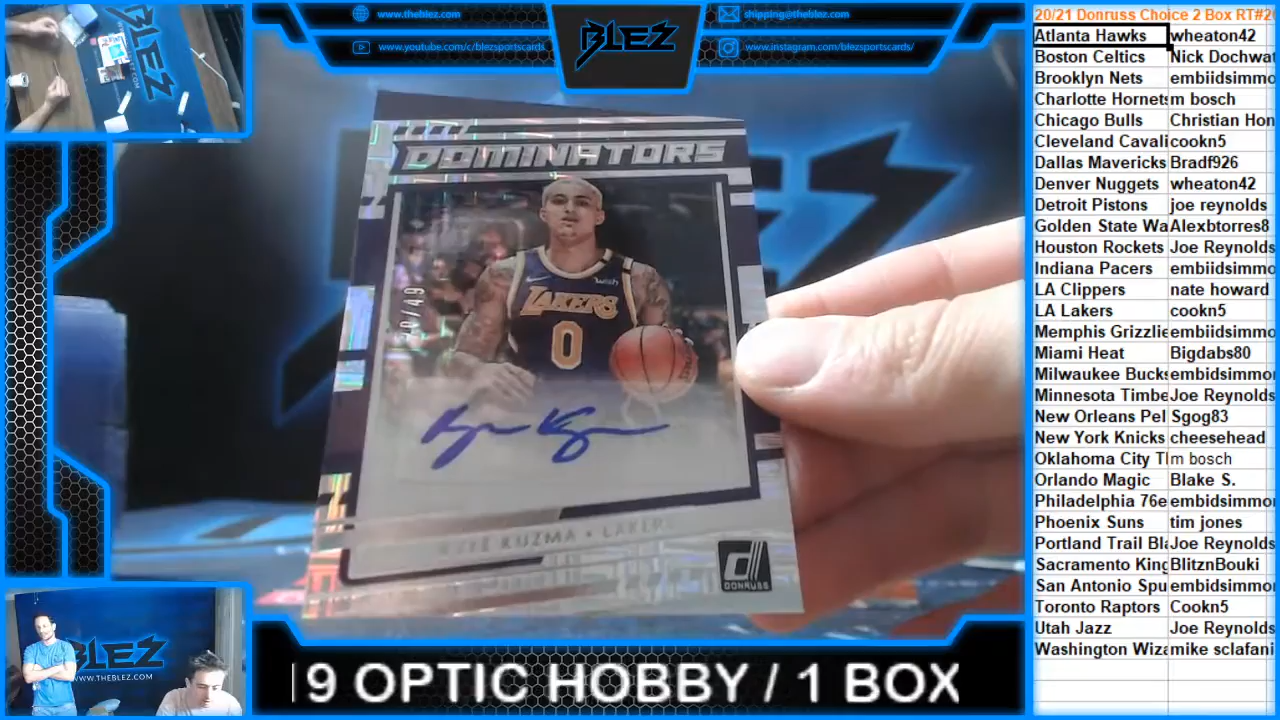 www.theblez.com
www.youtube.com/c/blezsportscards
BLEZ
shipping@theblez.com
www.instagram.com/blezsportscards/
DOMINATORS
wish
LAKERS
0
/49
KUZMA • LAKERS
DONRUSS
BLEZ
BLEZ
WWW.THEBLEZ.COM
9 OPTIC HOBBY / 1 BOX
20/21 Donruss Choice 2 Box RT#2
Atlanta Hawks wheaton42
Boston Celtics Nick Dochwat
Brooklyn Nets embiidsimmo
Charlotte Hornets m bosch
Chicago Bulls Christian Hon
Cleveland Cavali cookn5
Dallas Mavericks Bradf926
Denver Nuggets wheaton42
Detroit Pistons joe reynolds
Golden State Wa Alexbtorres8
Houston Rockets Joe Reynolds
Indiana Pacers embiidsimmo
LA Clippers nate howard
LA Lakers cookn5
Memphis Grizzlie embiidsimmo
Miami Heat Bigdabs80
Milwaukee Bucks embidsimmon
Minnesota Timbe Joe Reynolds
New Orleans Pel Sgog83
New York Knicks cheesehead
Oklahoma City Th m bosch
Orlando Magic Blake S.
Philadelphia 76e embidsimmon
Phoenix Suns tim jones
Portland Trail Bla Joe Reynolds
Sacramento King BlitznBouki
San Antonio Spu embidsimmon
Toronto Raptors Cookn5
Utah Jazz Joe Reynolds
Washington Wiza mike sclafani